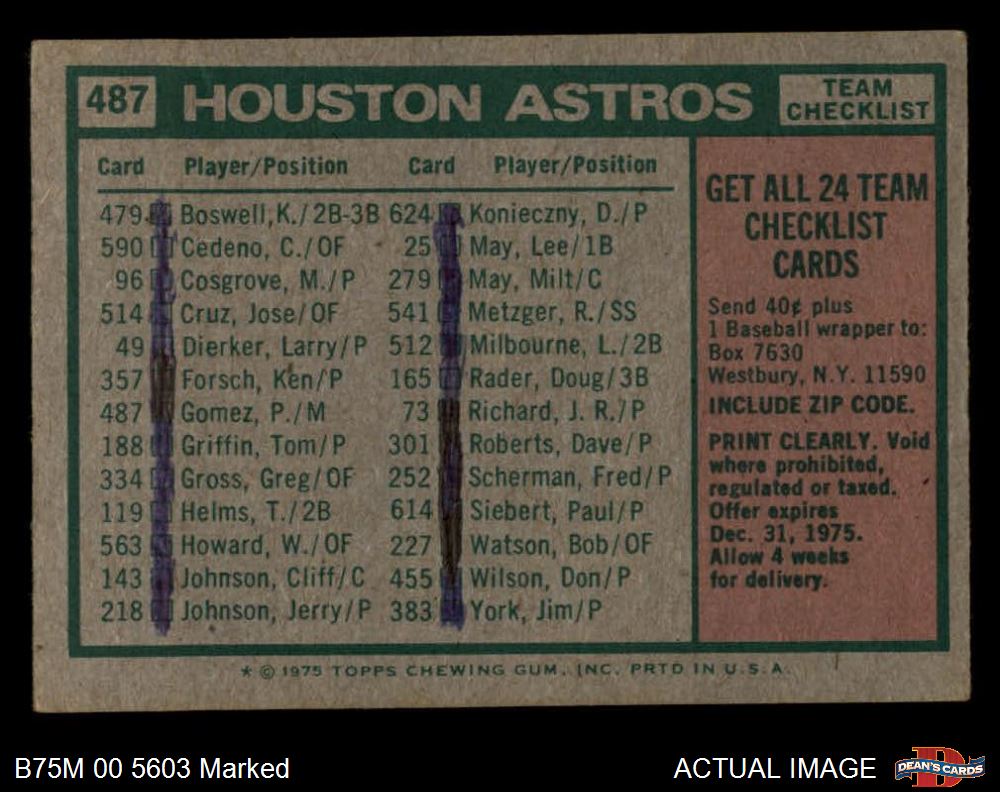 487 HOUSTON ASTROS TEAM CHECKLIST
Card Player/Position Card Player/Position
479 Boswell, K./2B-3B 624 Konieczny, D./P
590 Cedeno, C./OF 25 May, Lee/1B
96 Cosgrove, M./P 279 May, Milt/C
514 Cruz, Jose/OF 541 Metzger, R./SS
49 Dierker, Larry/P 512 Milbourne, L./2B
357 Forsch, Ken/P 165 Rader, Doug/3B
487 Gomez, P./M 73 Richard, J. R./P
188 Griffin, Tom/P 301 Roberts, Dave/P
334 Gross, Greg/OF 252 Scherman, Fred/P
119 Helms, T./2B 614 Siebert, Paul/P
563 Howard, W./OF 227 Watson, Bob/OF
143 Johnson, Cliff/C 455 Wilson, Don/P
218 Johnson, Jerry/P 383 York, Jim/P
GET ALL 24 TEAM
CHECKLIST
CARDS
Send 40¢ plus
1 Baseball wrapper to:
Box 7630
Westbury, N.Y. 11590
INCLUDE ZIP CODE.
PRINT CLEARLY. Void
where prohibited,
regulated or taxed.
Offer expires
Dec. 31, 1975.
Allow 4 weeks
for delivery.
* © 1975 TOPPS CHEWING GUM, INC. PRTD IN U.S.A.
B75M 00 5603 Marked
ACTUAL IMAGE
D
DEAN'S CARDS